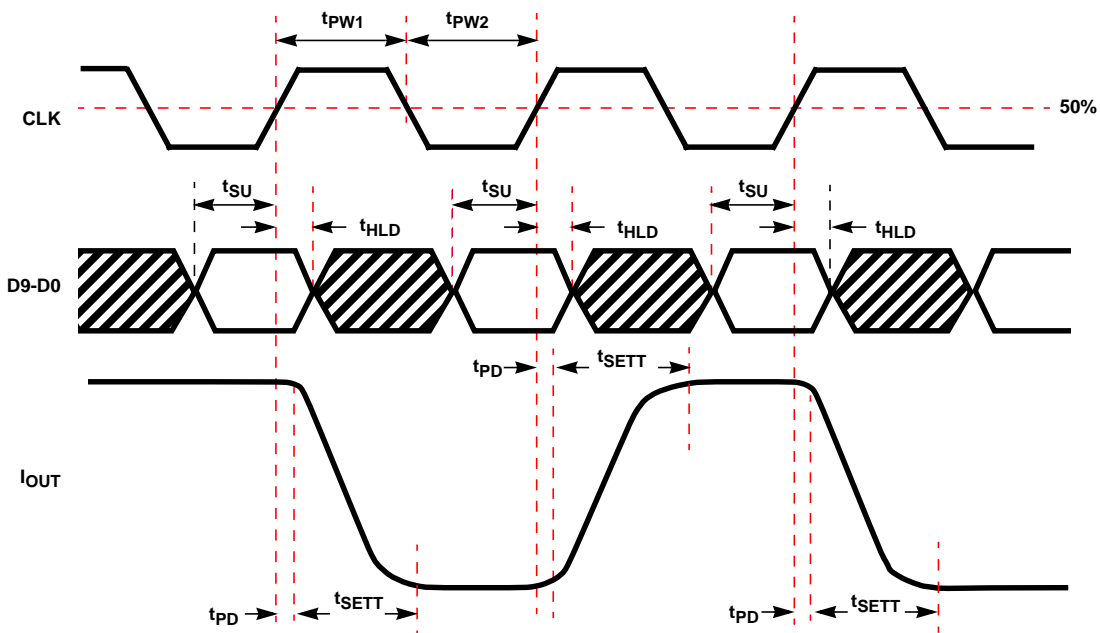 tPW1 tPW2
CLK 50%
tSU tSU tSU
tHLD tHLD tHLD
D9-D0
tPD tSETT
IOUT
tPD tSETT tPD tSETT